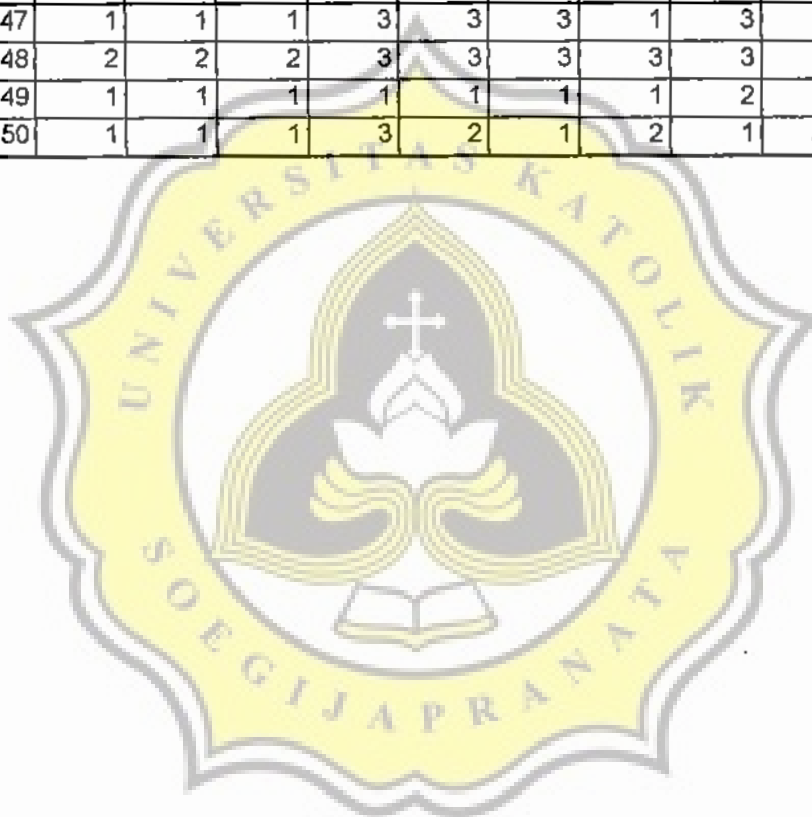 47 1 1 1 3 3 3 1 3
48 2 2 2 3 3 3 3 3
49 1 1 1 1 1 1 1 2
50 1 1 1 3 2 1 2 1
UNIVERSITAS KATOLIK
SOEGIJAPRANATA